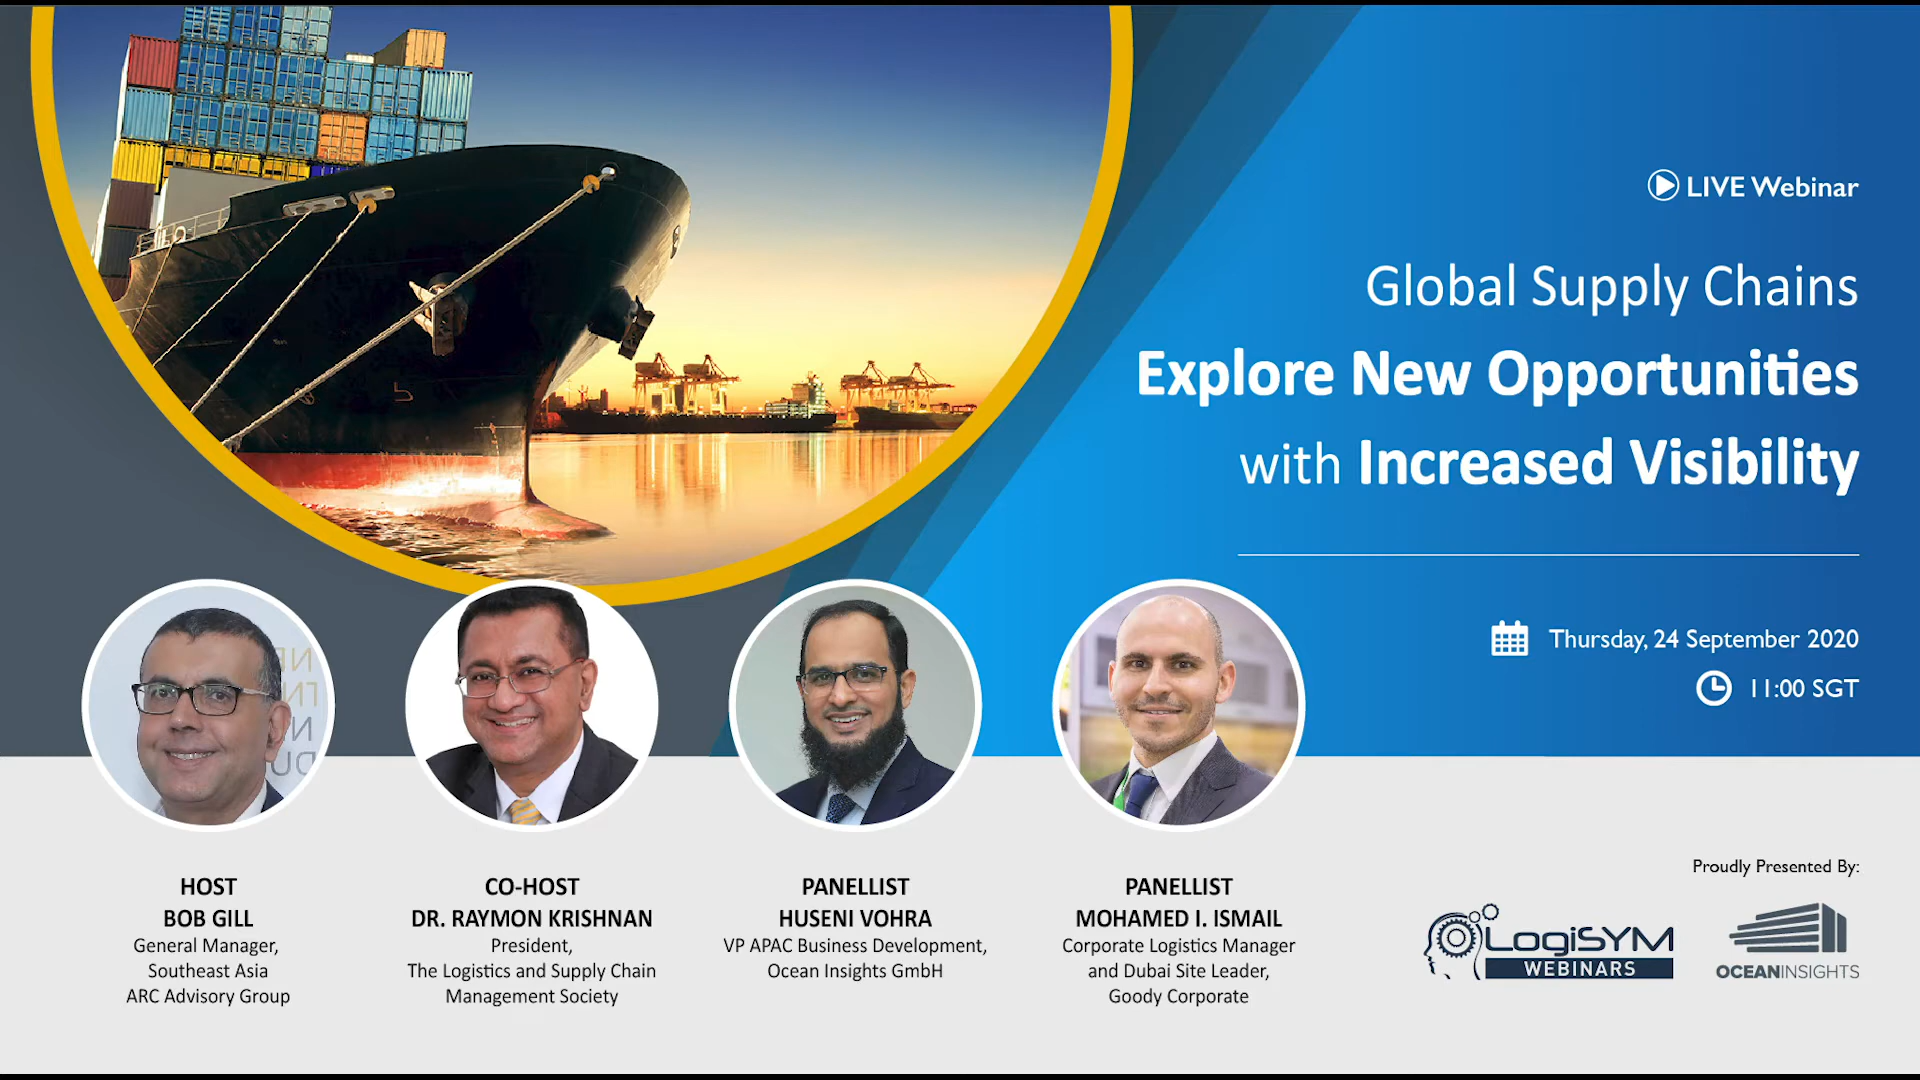 LIVE Webinar
Global Supply Chains
Explore New Opportunities
with Increased Visibility
Thursday, 24 September 2020
11:00 SGT
HOST
BOB GILL
General Manager,
Southeast Asia
ARC Advisory Group
CO-HOST
DR. RAYMON KRISHNAN
President,
The Logistics and Supply Chain
Management Society
PANELLIST
HUSENI VOHRA
VP APAC Business Development,
Ocean Insights GmbH
PANELLIST
MOHAMED I. ISMAIL
Corporate Logistics Manager
and Dubai Site Leader,
Goody Corporate
Proudly Presented By:
LogiSYM
WEBINARS
OCEANINSIGHTS